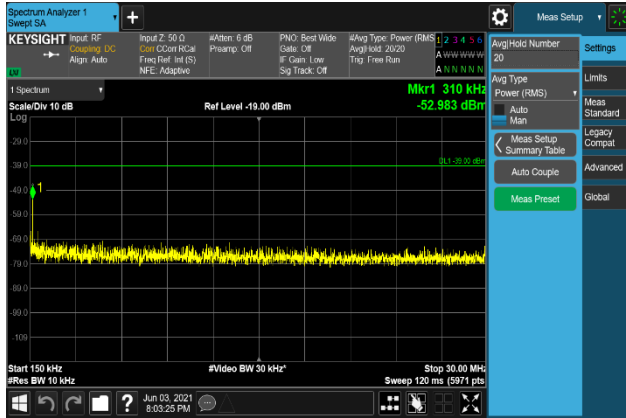 Spectrum Analyzer 1
Swept SA
Meas Setup
KEYSIGHT Input: RF Input Z: 50 Ω #Atten: 6 dB PNO: Best Wide #Avg Type: Power (RMS) 1 2 3 4 5 6
Coupling: DC Corr CCorr RCal Preamp: Off Gate: Off Avg|Hold: 20/20 A W W W W W
Align: Auto Freq Ref: Int (S) IF Gain: Low Trig: Free Run
NFE: Adaptive Sig Track: Off A N N N N N
LXI
Avg|Hold Number
20
Settings
Avg Type
Power (RMS)
Auto
Man
Limits
Meas Standard
Meas Setup
Summary Table
Legacy Compat
Auto Couple
Advanced
Meas Preset
Global
1 Spectrum
Mkr1 310 kHz
Scale/Div 10 dB Ref Level -19.00 dBm -52.983 dBm
Log
-29.0
DL1 -39.00 dBm
-39.0
-49.0
1
-59.0
-69.0
-79.0
-89.0
-99.0
-109
Start 150 kHz #Video BW 30 kHz* Stop 30.00 MHz
#Res BW 10 kHz Sweep 120 ms (5971 pts
? Jun 03, 2021
8:03:25 PM